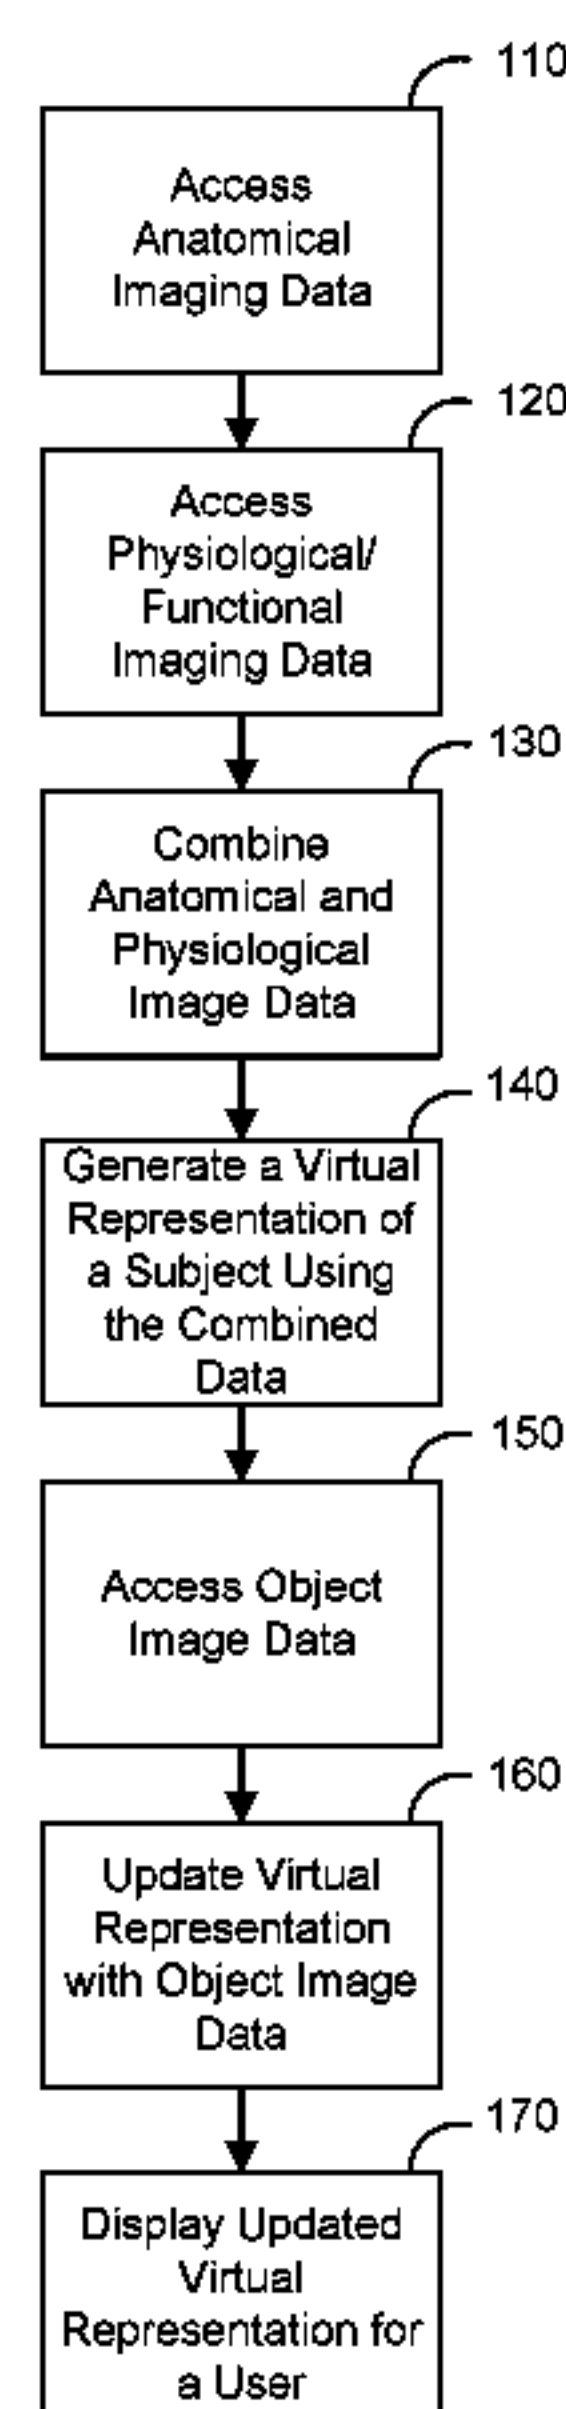 110
Access
Anatomical
Imaging Data
120
Access
Physiological/
Functional
Imaging Data
130
Combine
Anatomical and
Physiological
Image Data
140
Generate a Virtual
Representation of
a Subject Using
the Combined
Data
150
Access Object
Image Data
160
Update Virtual
Representation
with Object Image
Data
170
Display Updated
Virtual
Representation for
a User